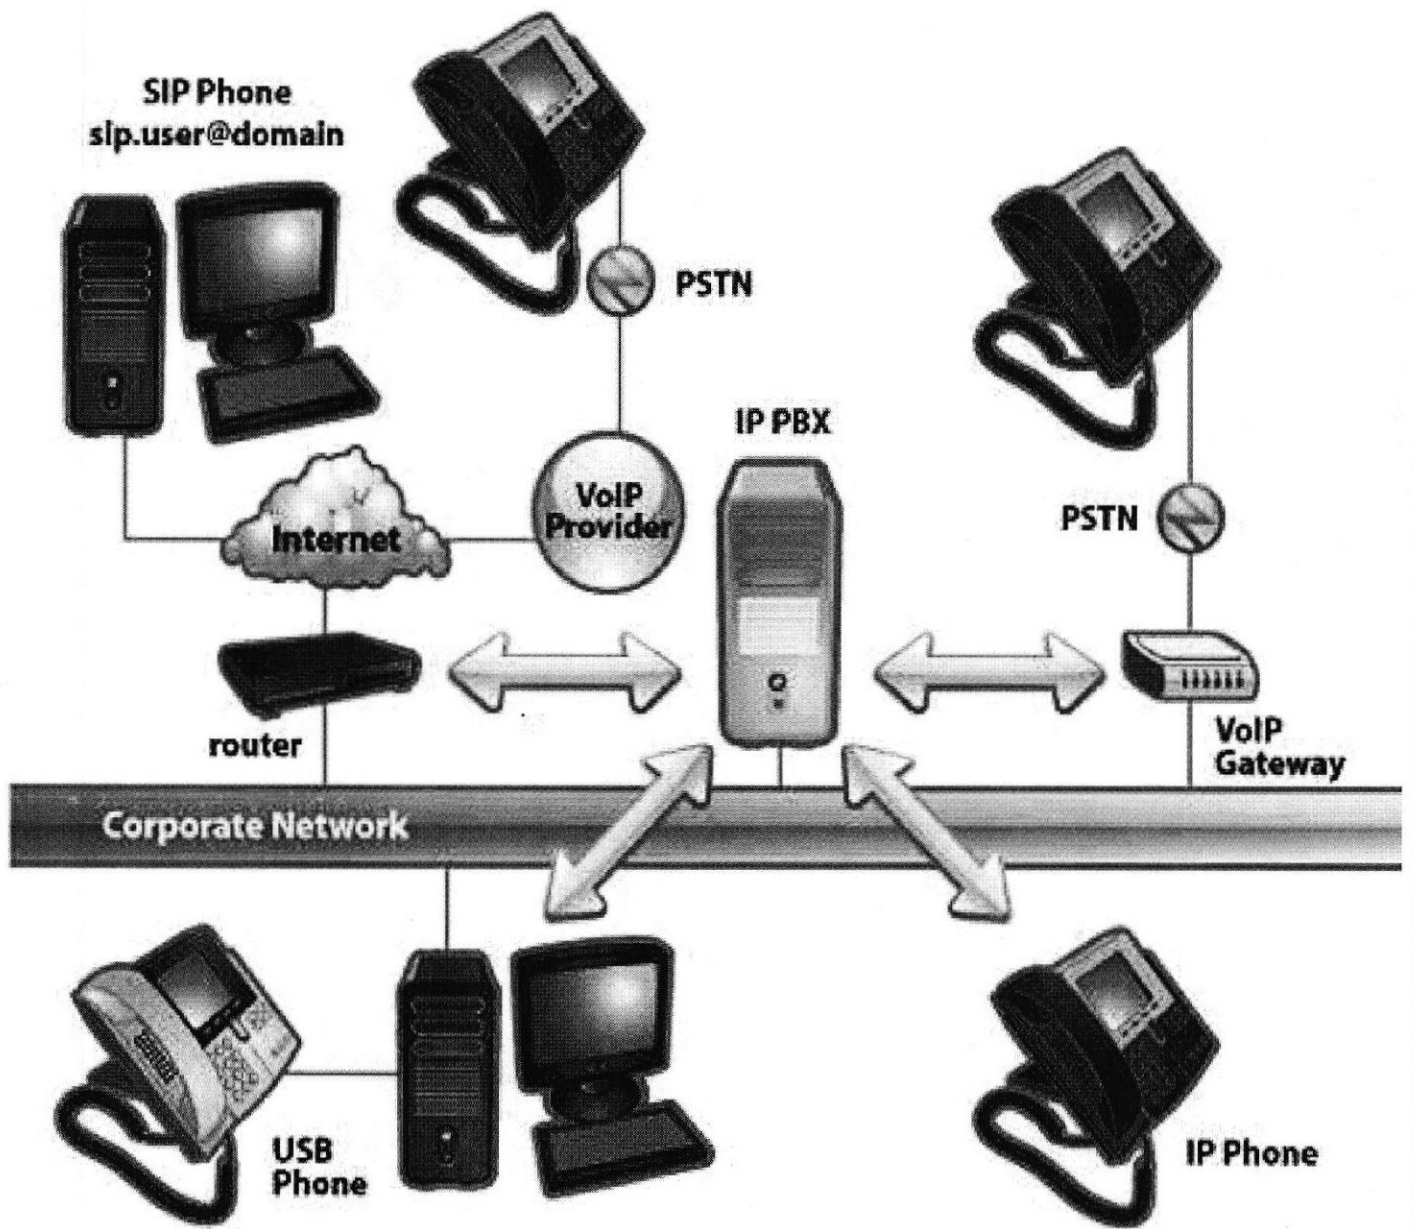 SIP Phone
sip.user@domain
PSTN
IP PBX
VoIP
Provider
Internet
PSTN
router
VoIP
Gateway
Corporate Network
USB
Phone
IP Phone